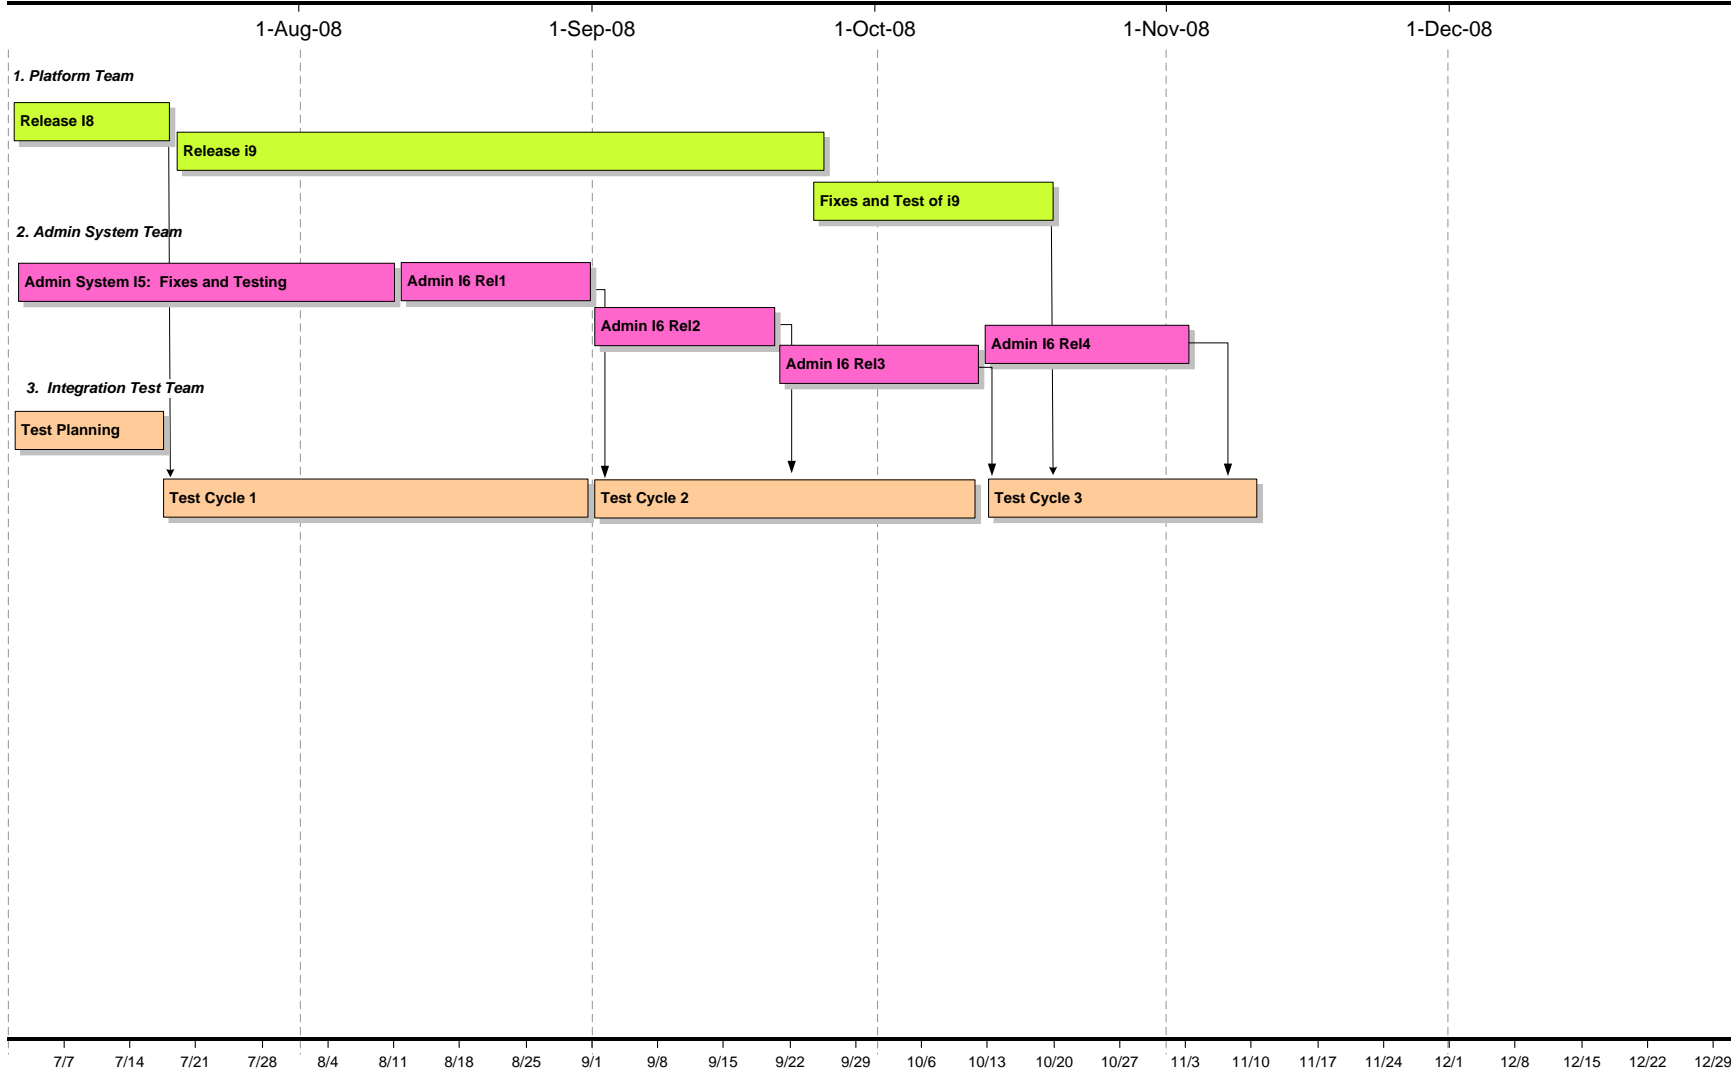 1-Aug-08 1-Sep-08 1-Oct-08 1-Nov-08 1-Dec-08
1. Platform Team
Release I8
Release i9
Fixes and Test of i9
2. Admin System Team
Admin System I5:  Fixes and Testing
Admin I6 Rel1
Admin I6 Rel2
Admin I6 Rel3
Admin I6 Rel4
3.  Integration Test Team
Test Planning
Test Cycle 1
Test Cycle 2
Test Cycle 3
7/7 7/14 7/21 7/28 8/4 8/11 8/18 8/25 9/1 9/8 9/15 9/22 9/29 10/6 10/13 10/20 10/27 11/3 11/10 11/17 11/24 12/1 12/8 12/15 12/22 12/29